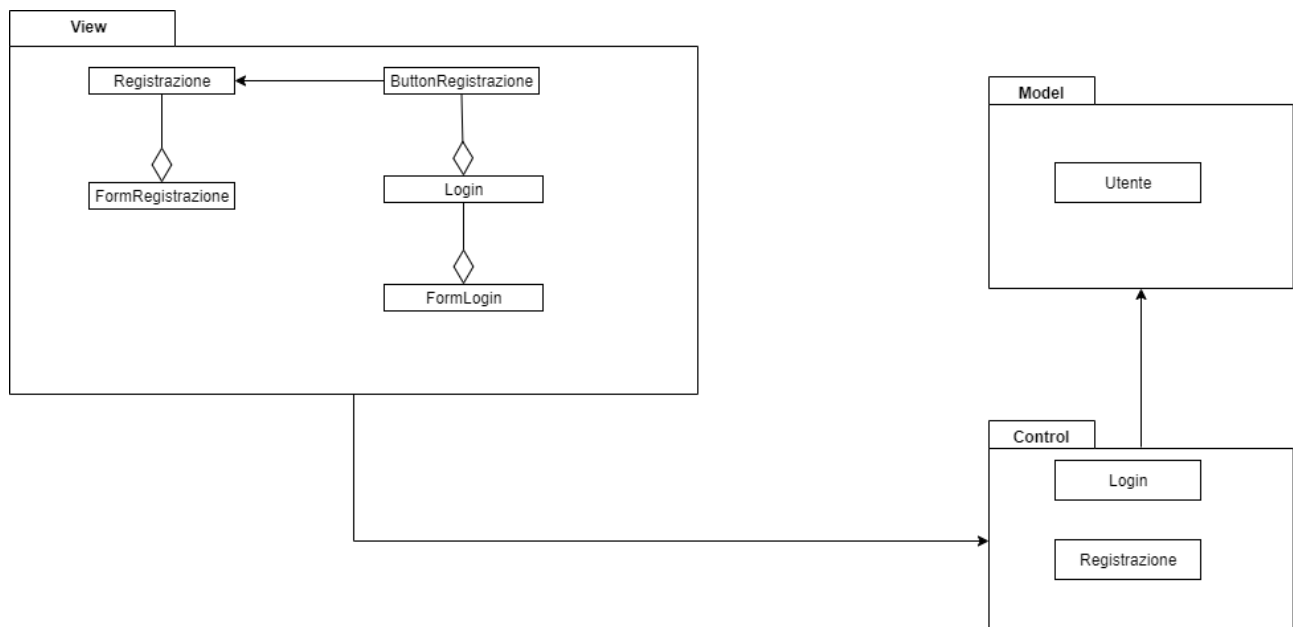 View
Registrazione
ButtonRegistrazione
FormRegistrazione
Login
FormLogin
Model
Utente
Control
Login
Registrazione